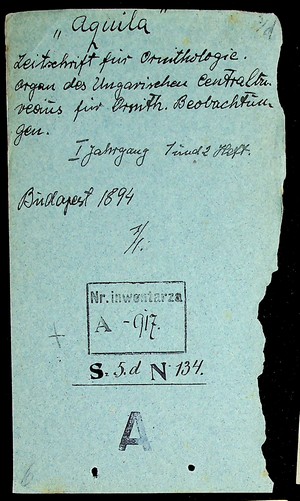 „Aquila”
Zeitschrift für Ornithologie.
Organ des Ungarischen Centralbu-
reaus für Ornith. Beobachtun-
gen.
I Jahrgang 1 und 2 Heft.
Budapest 1894
Nr. inwentarza
A - 917.
S. 5.d N 134.
A